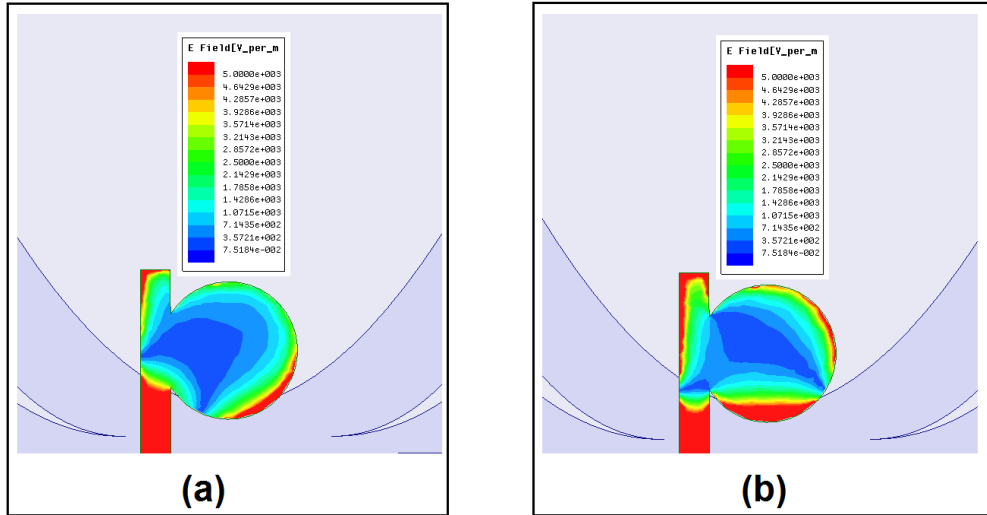 E Field[V_per_m
5.0000e+003
4.6429e+003
4.2857e+003
3.9286e+003
3.5714e+003
3.2143e+003
2.8572e+003
2.5000e+003
2.1429e+003
1.7858e+003
1.4286e+003
1.0715e+003
7.1435e+002
3.5721e+002
7.5184e-002
(a)
E Field[V_per_m
5.0000e+003
4.6429e+003
4.2857e+003
3.9286e+003
3.5714e+003
3.2143e+003
2.8572e+003
2.5000e+003
2.1429e+003
1.7858e+003
1.4286e+003
1.0715e+003
7.1435e+002
3.5721e+002
7.5184e-002
(b)